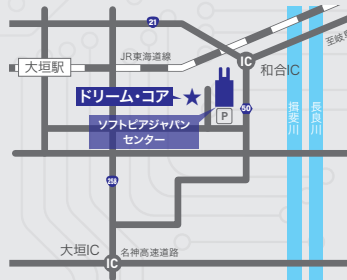 21
JR東海道線
至岐阜
大垣駅
IC
和合IC
ドリーム・コア
ソフトピアジャパン
センター
P
50
揖斐川
長良川
258
大垣IC
IC
名神高速道路